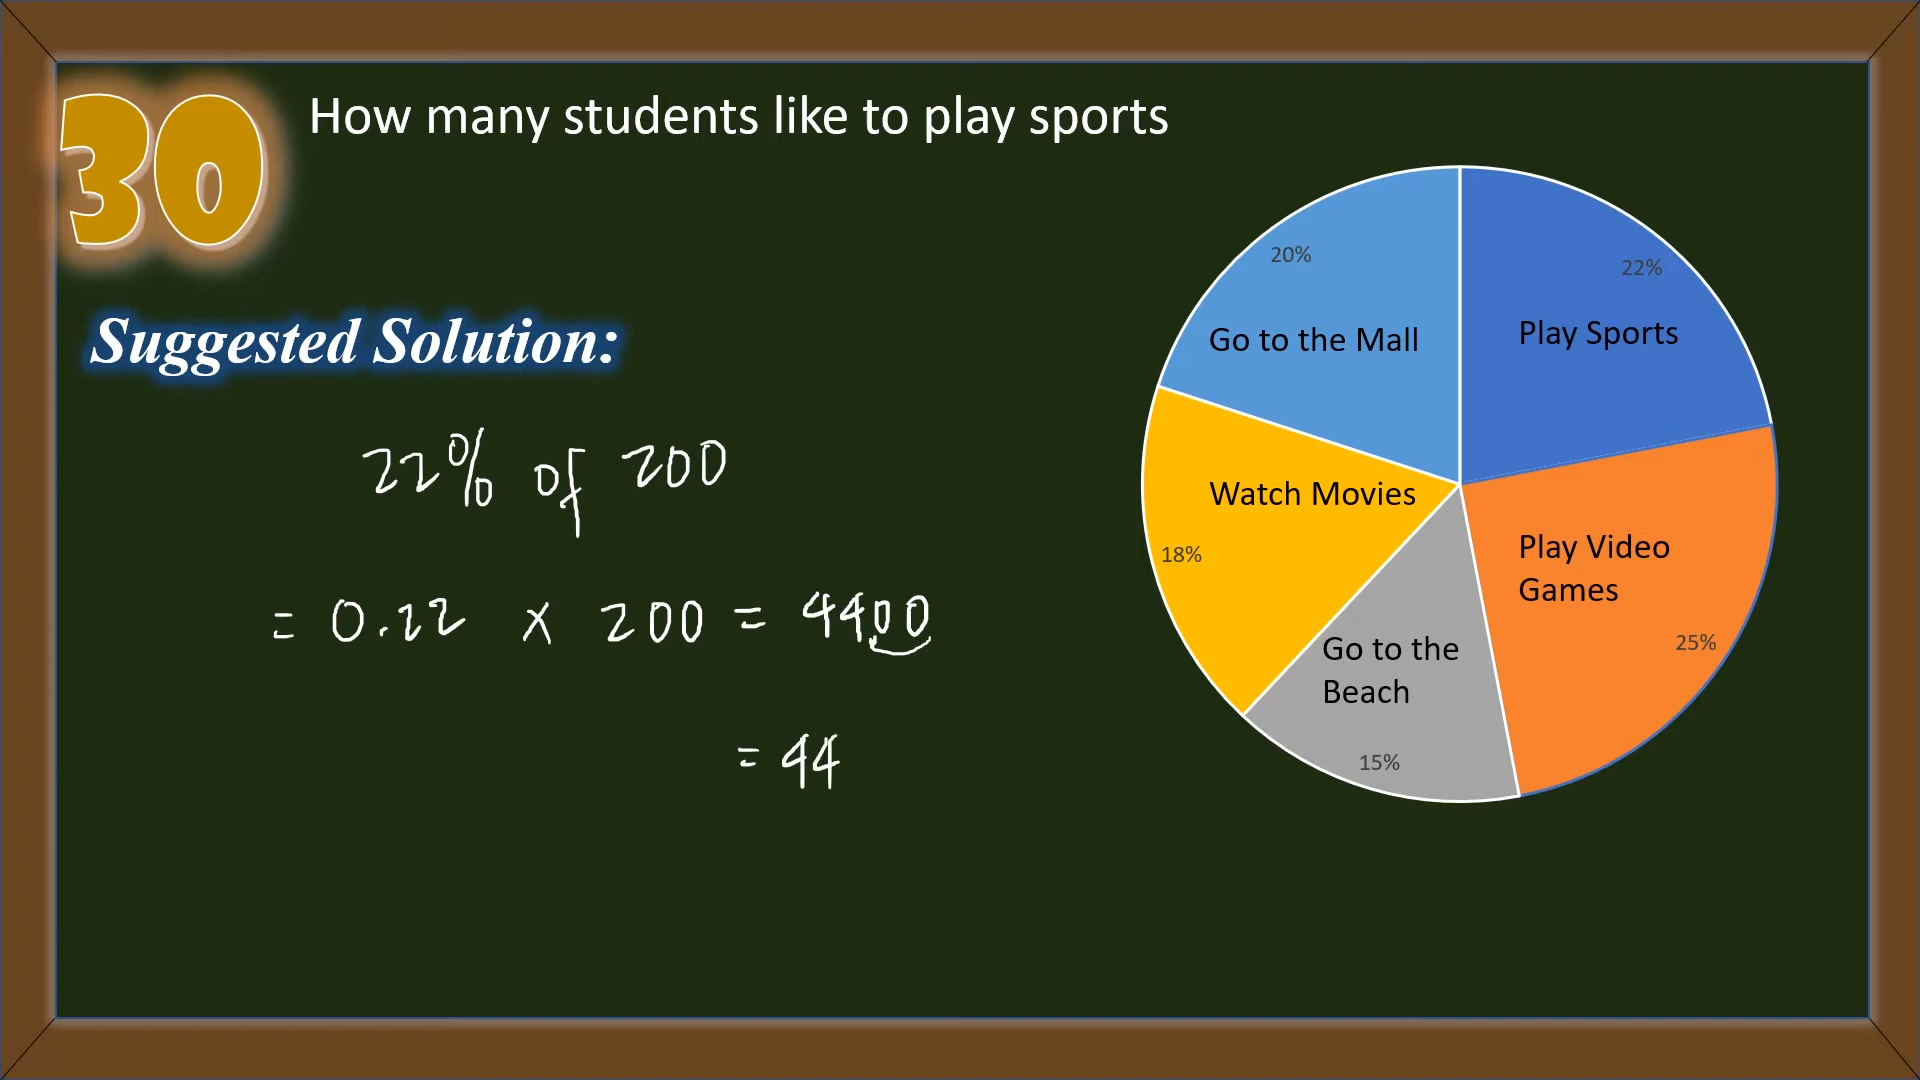 30
How many students like to play sports
Suggested Solution:
22% of 200
= 0.22 x 200 = 4400
= 44
20%
22%
Go to the Mall
Play Sports
Watch Movies
18%
Play Video
Games
25%
Go to the
Beach
15%